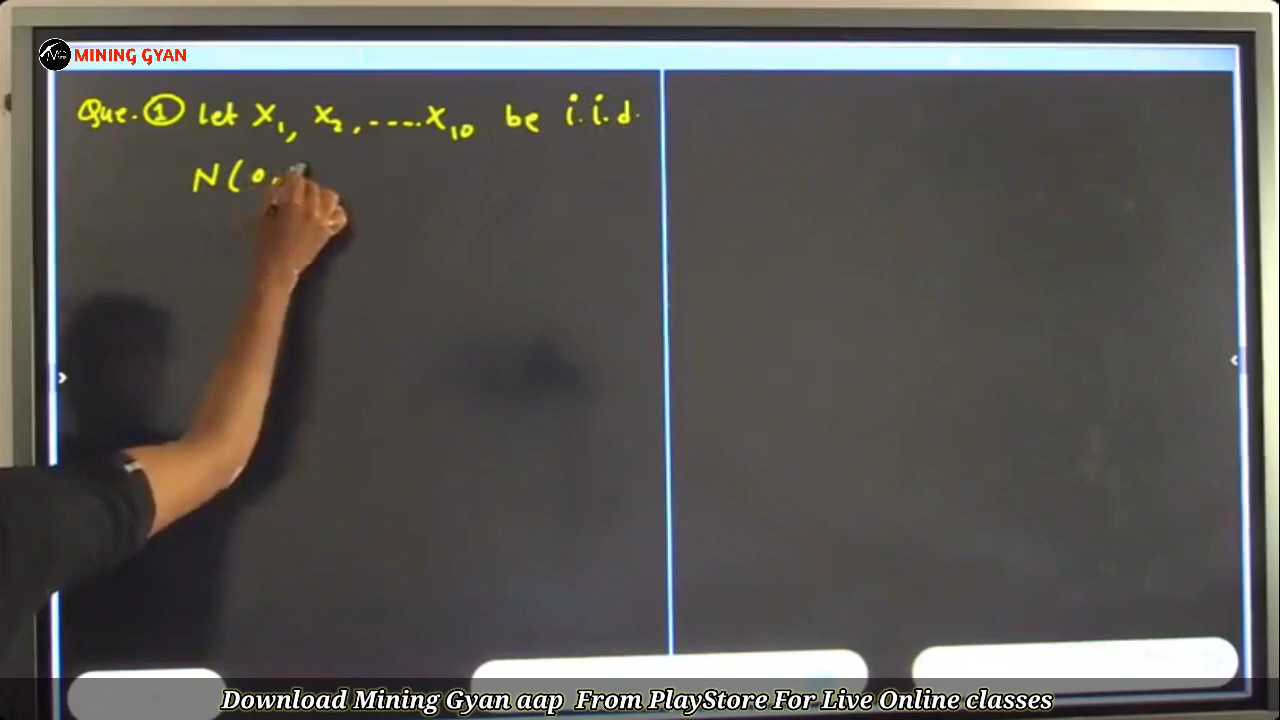 MINING GYAN
Que. ① Let X₁, X₂, ....X₁₀ be i.i.d.
N(0,
Download Mining Gyan aap From PlayStore For Live Online classes